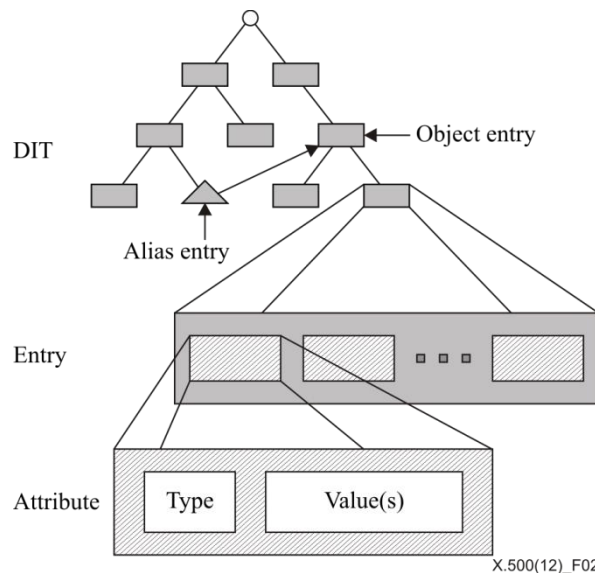 Object entry
DIT
Alias entry
Entry
Attribute
Type
Value(s)
X.500(12)_F02